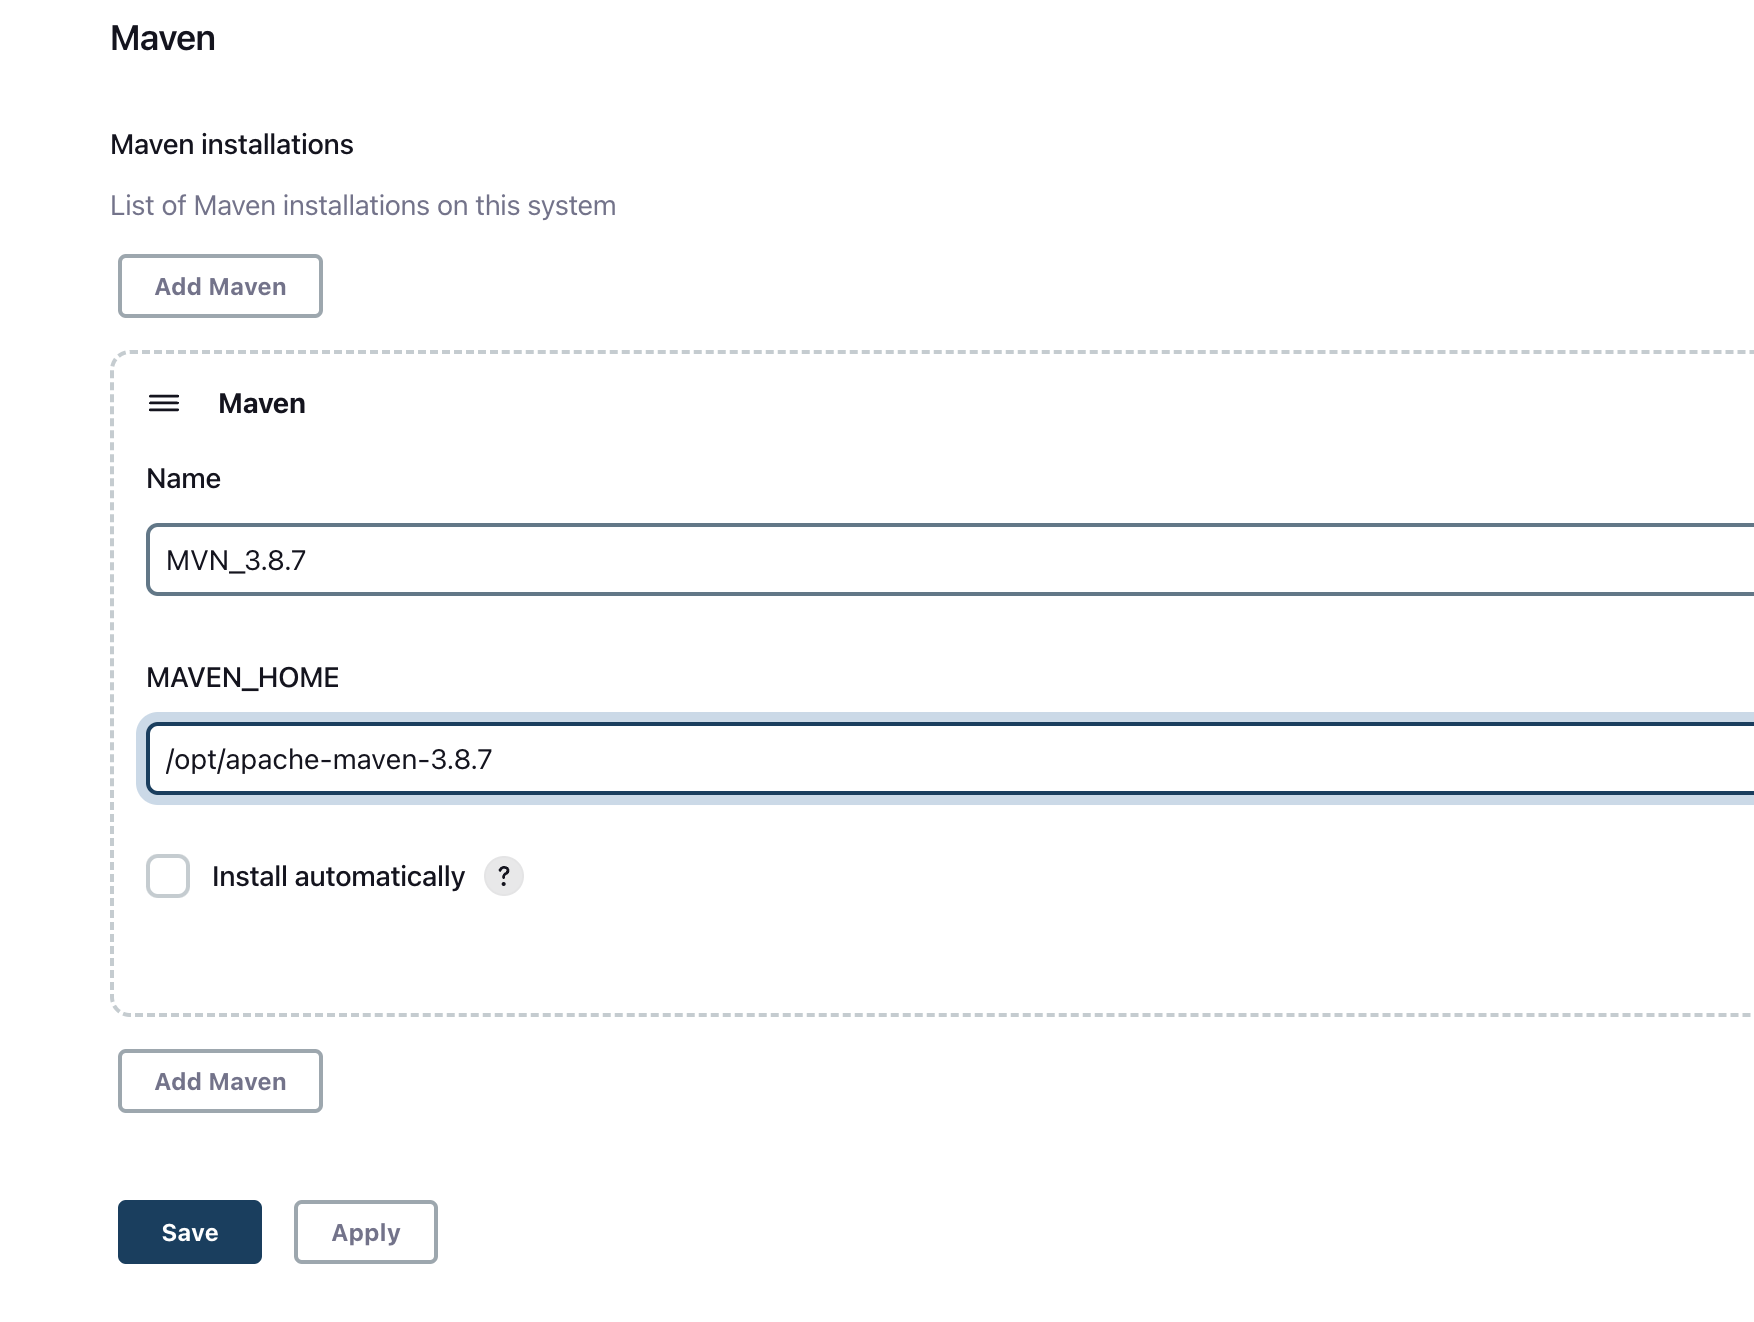 Maven
Maven installations
List of Maven installations on this system
Add Maven
Maven
Name
MVN_3.8.7
MAVEN_HOME
/opt/apache-maven-3.8.7
Install automatically ?
Add Maven
Save Apply